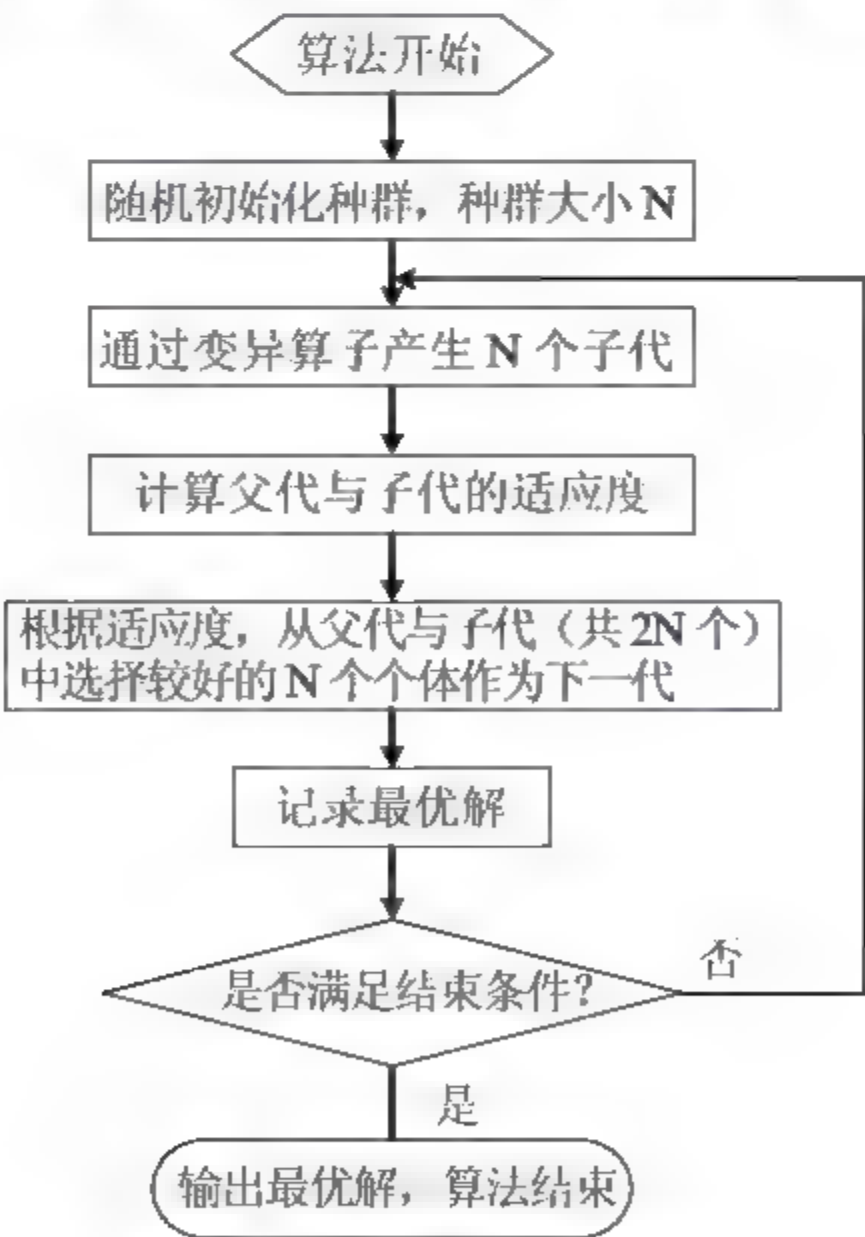 算法开始
随机初始化种群，种群大小 N
通过变异算子产生 N 个子代
计算父代与子代的适应度
根据适应度，从父代与子代（共 2N 个）
中选择较好的 N 个个体作为下一代
记录最优解
是否满足结束条件？
否
是
输出最优解，算法结束